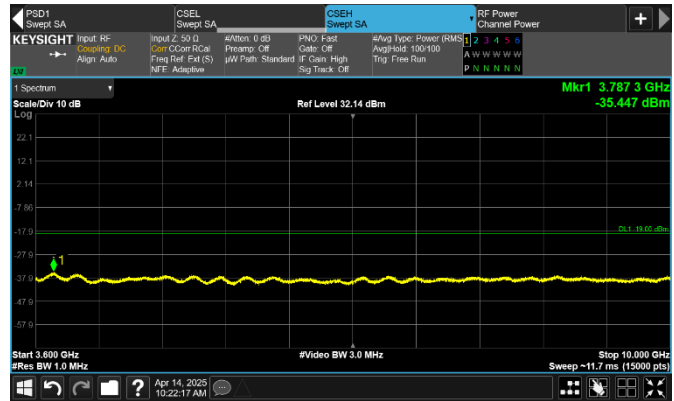 PSD1
Swept SA
CSEL
Swept SA
CSEH
Swept SA
RF Power
Channel Power
KEYSIGHT
Input: RF
Coupling: DC
Align: Auto
Input Z: 50 Ω
Corr CCorr RCal
Freq Ref: Ext (S)
NFE: Adaptive
#Atten: 0 dB
Preamp: Off
µW Path: Standard
PNO: Fast
Gate: Off
IF Gain: High
Sig Track: Off
#Avg Type: Power (RMS
Avg|Hold: 100/100
Trig: Free Run
1 2 3 4 5 6
A W W W W W
P N N N N N
LXI
1 Spectrum
Scale/Div 10 dB
Ref Level 32.14 dBm
Mkr1 3.787 3 GHz
-35.447 dBm
Log
22.1
12.1
2.14
-7.86
-17.9
-27.9
-37.9
-47.9
-57.9
DL1 -19.00 dBm
1
Start 3.600 GHz
#Res BW 1.0 MHz
#Video BW 3.0 MHz
Stop 10.000 GHz
Sweep ~11.7 ms (15000 pts)
Apr 14, 2025
10:22:17 AM